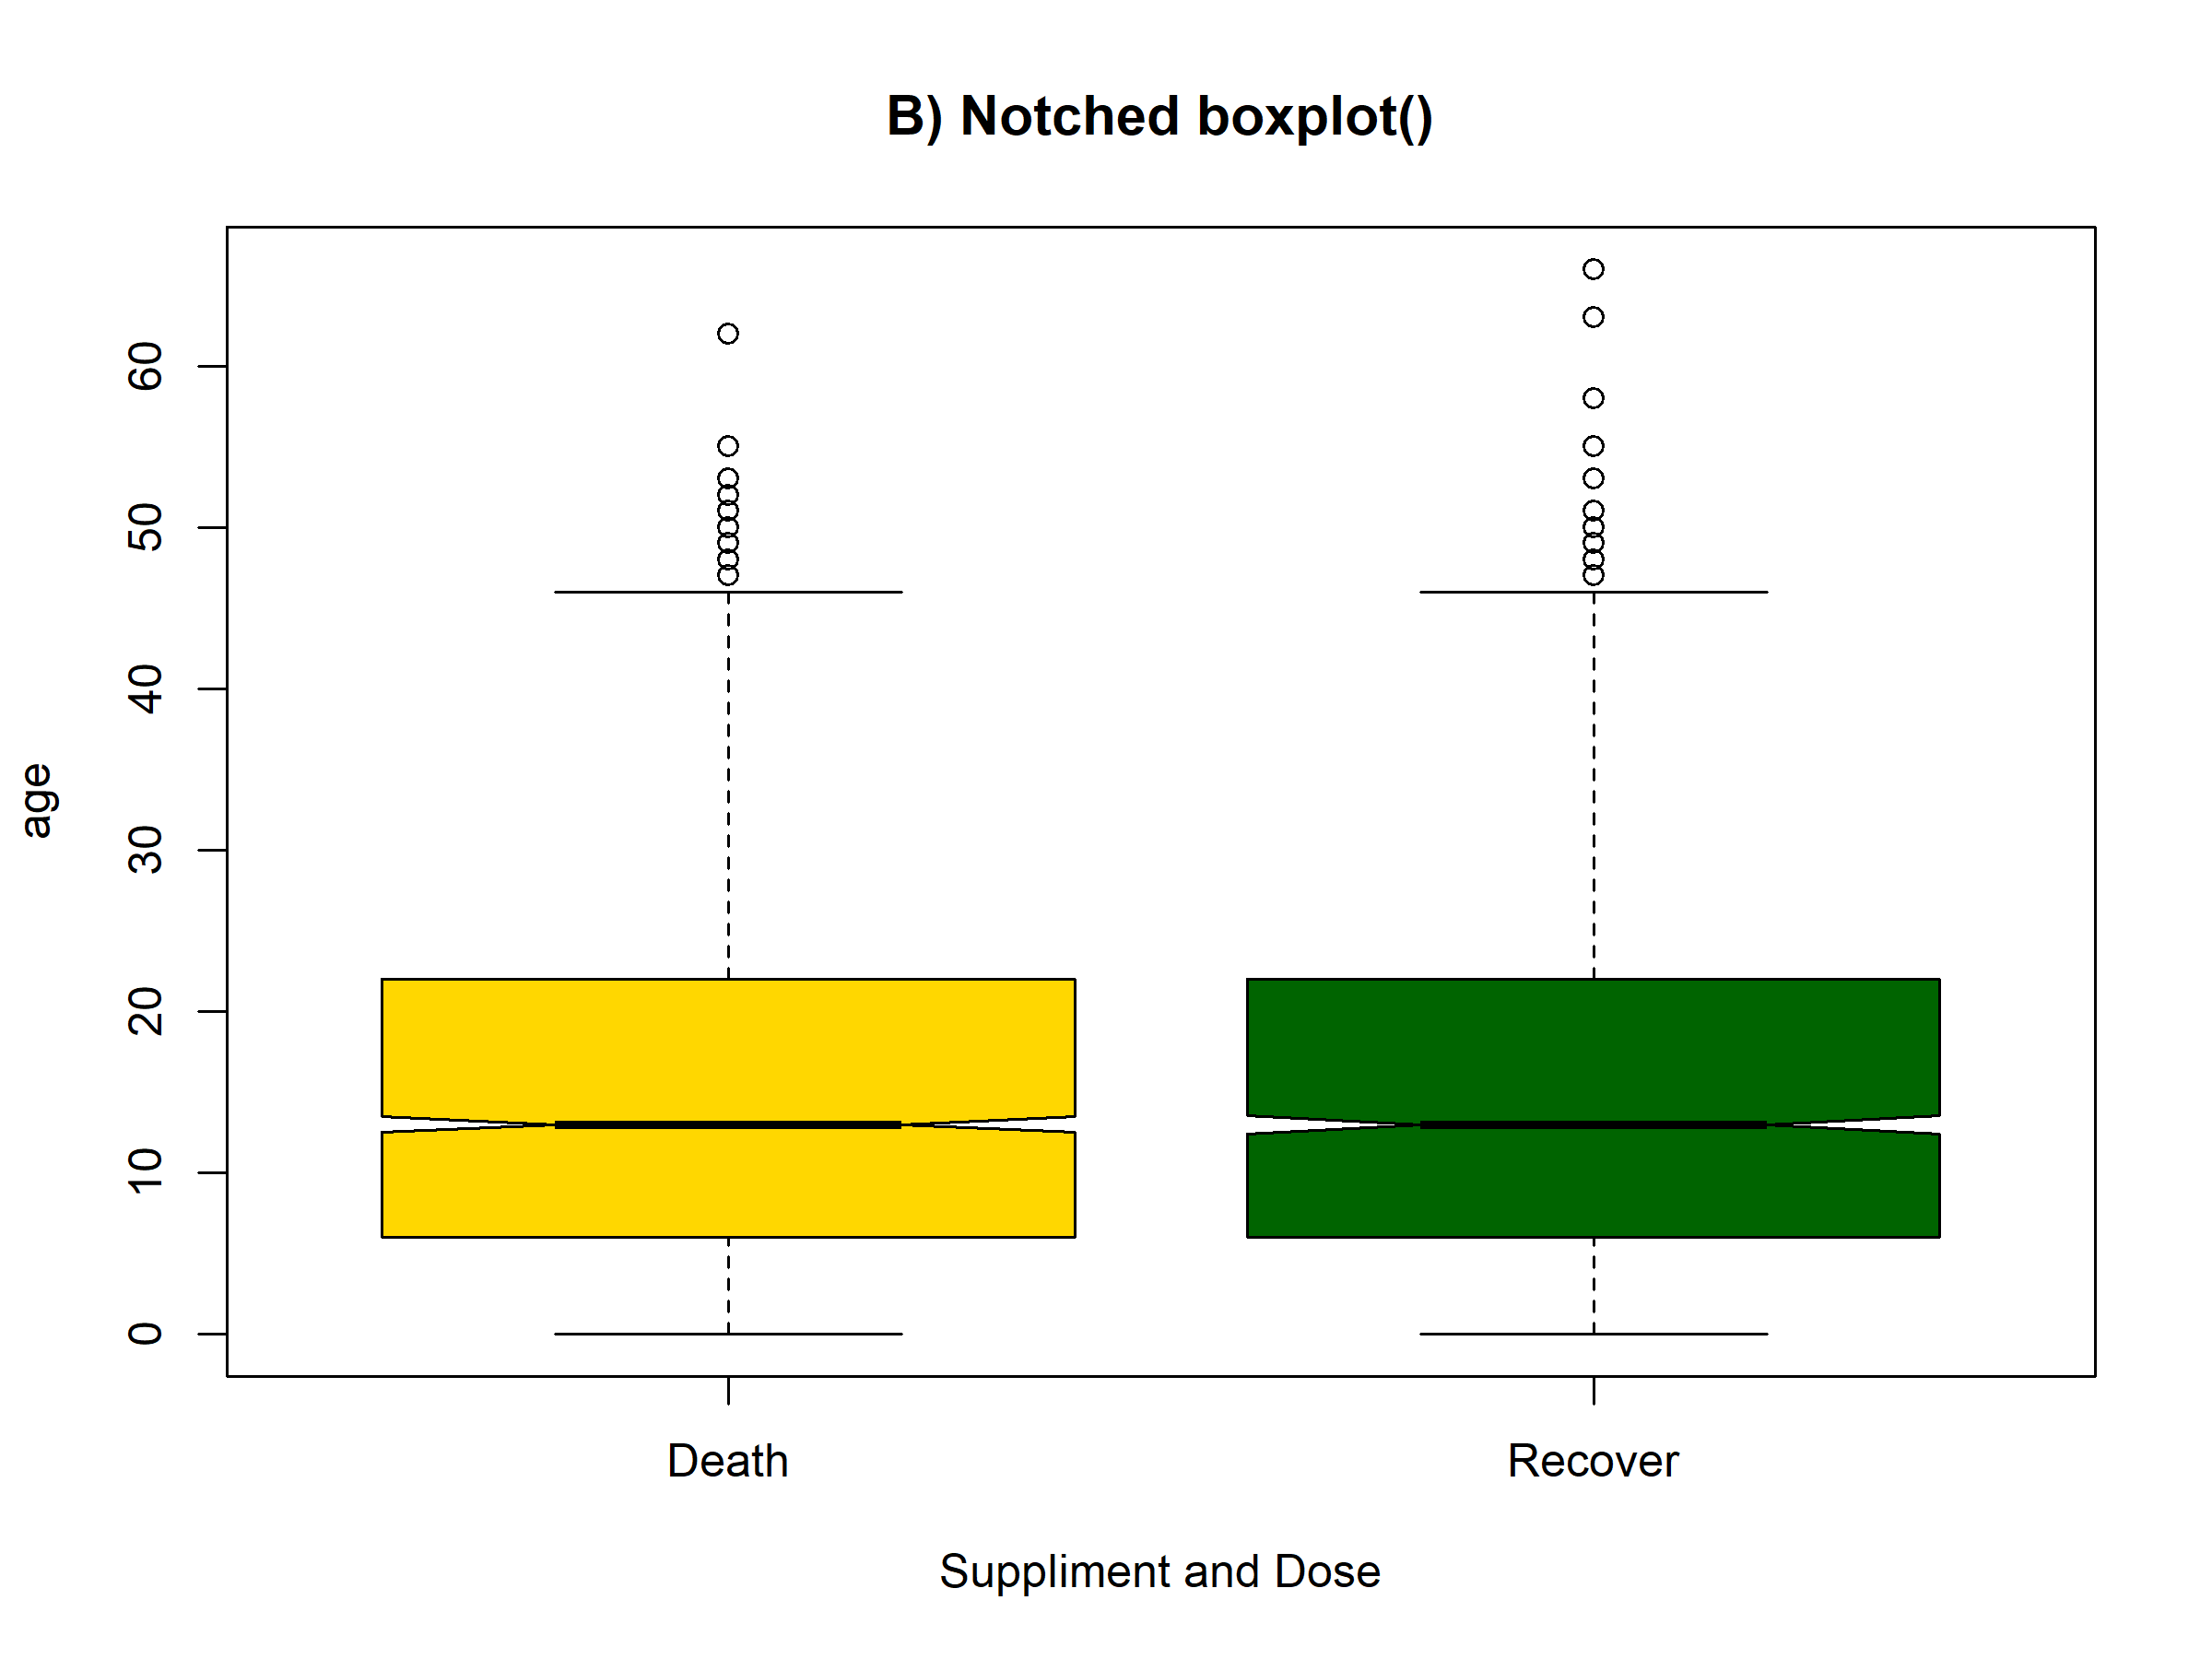 B) Notched boxplot()
60
50
40
30
20
10
0
age
Death Recover
Suppliment and Dose